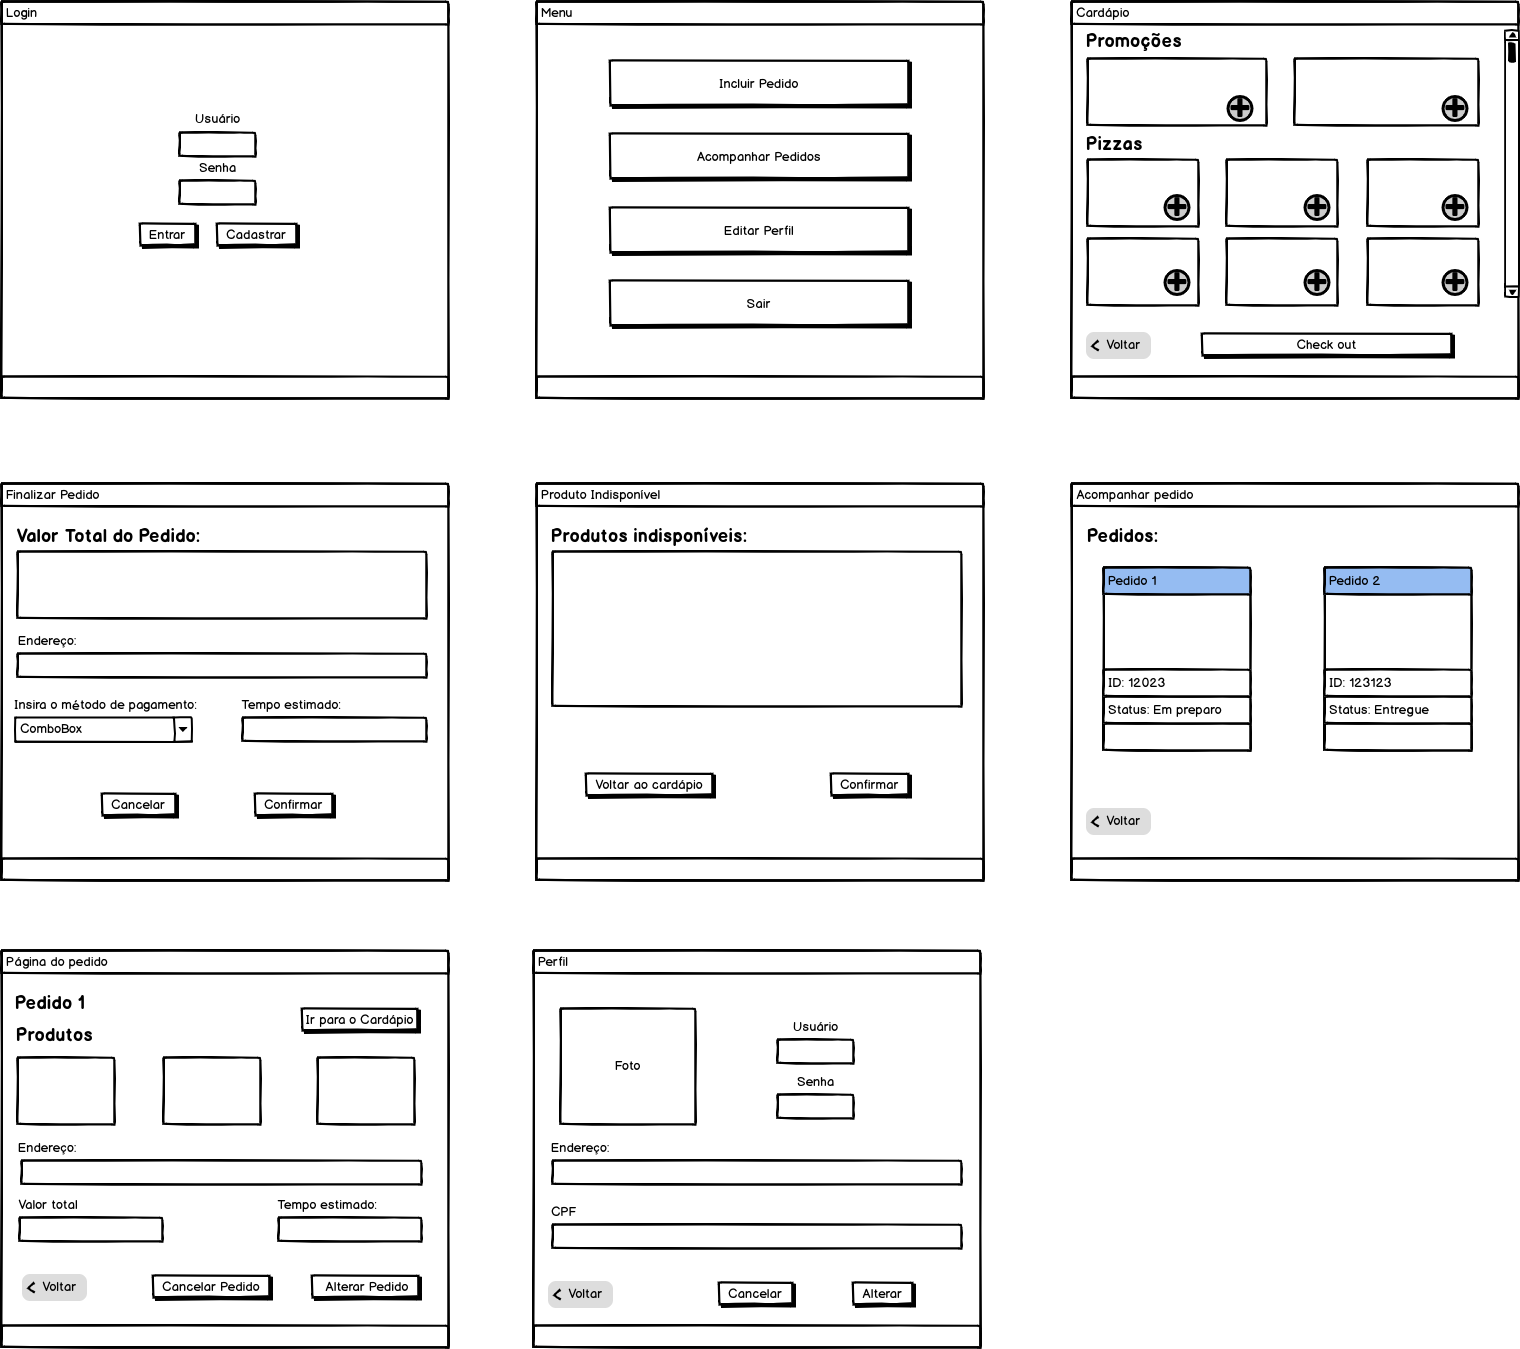 Login
Usuário
Senha
Entrar
Cadastrar
Menu
Incluir Pedido
Acompanhar Pedidos
Editar Perfil
Sair
Cardápio
Promoções
Pizzas
Voltar
Check out
Finalizar Pedido
Valor Total do Pedido:
Endereço:
Insira o método de pagamento:
Tempo estimado:
ComboBox
Cancelar
Confirmar
Produto Indisponível
Produtos indisponíveis:
Voltar ao cardápio
Confirmar
Acompanhar pedido
Pedidos:
Pedido 1
ID: 12023
Status: Em preparo
Pedido 2
ID: 123123
Status: Entregue
Voltar
Página do pedido
Pedido 1
Ir para o Cardápio
Produtos
Endereço:
Valor total
Tempo estimado:
Voltar
Cancelar Pedido
Alterar Pedido
Perfil
Foto
Usuário
Senha
Endereço:
CPF
Voltar
Cancelar
Alterar